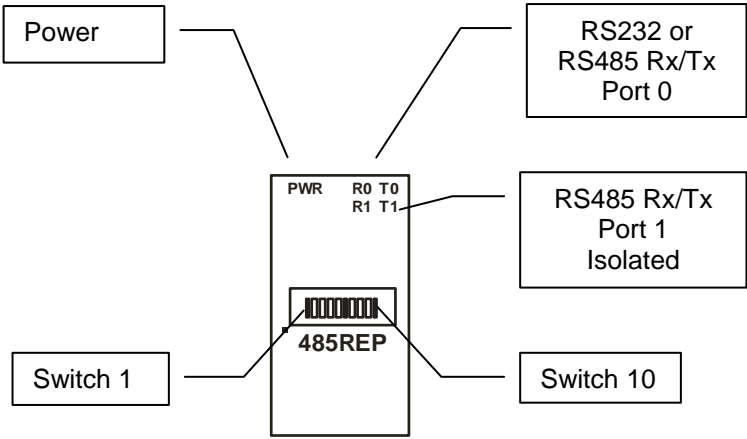 Power
RS232 or
RS485 Rx/Tx
Port 0
PWR R0 T0
R1 T1
RS485 Rx/Tx
Port 1
Isolated
485REP
Switch 1
Switch 10